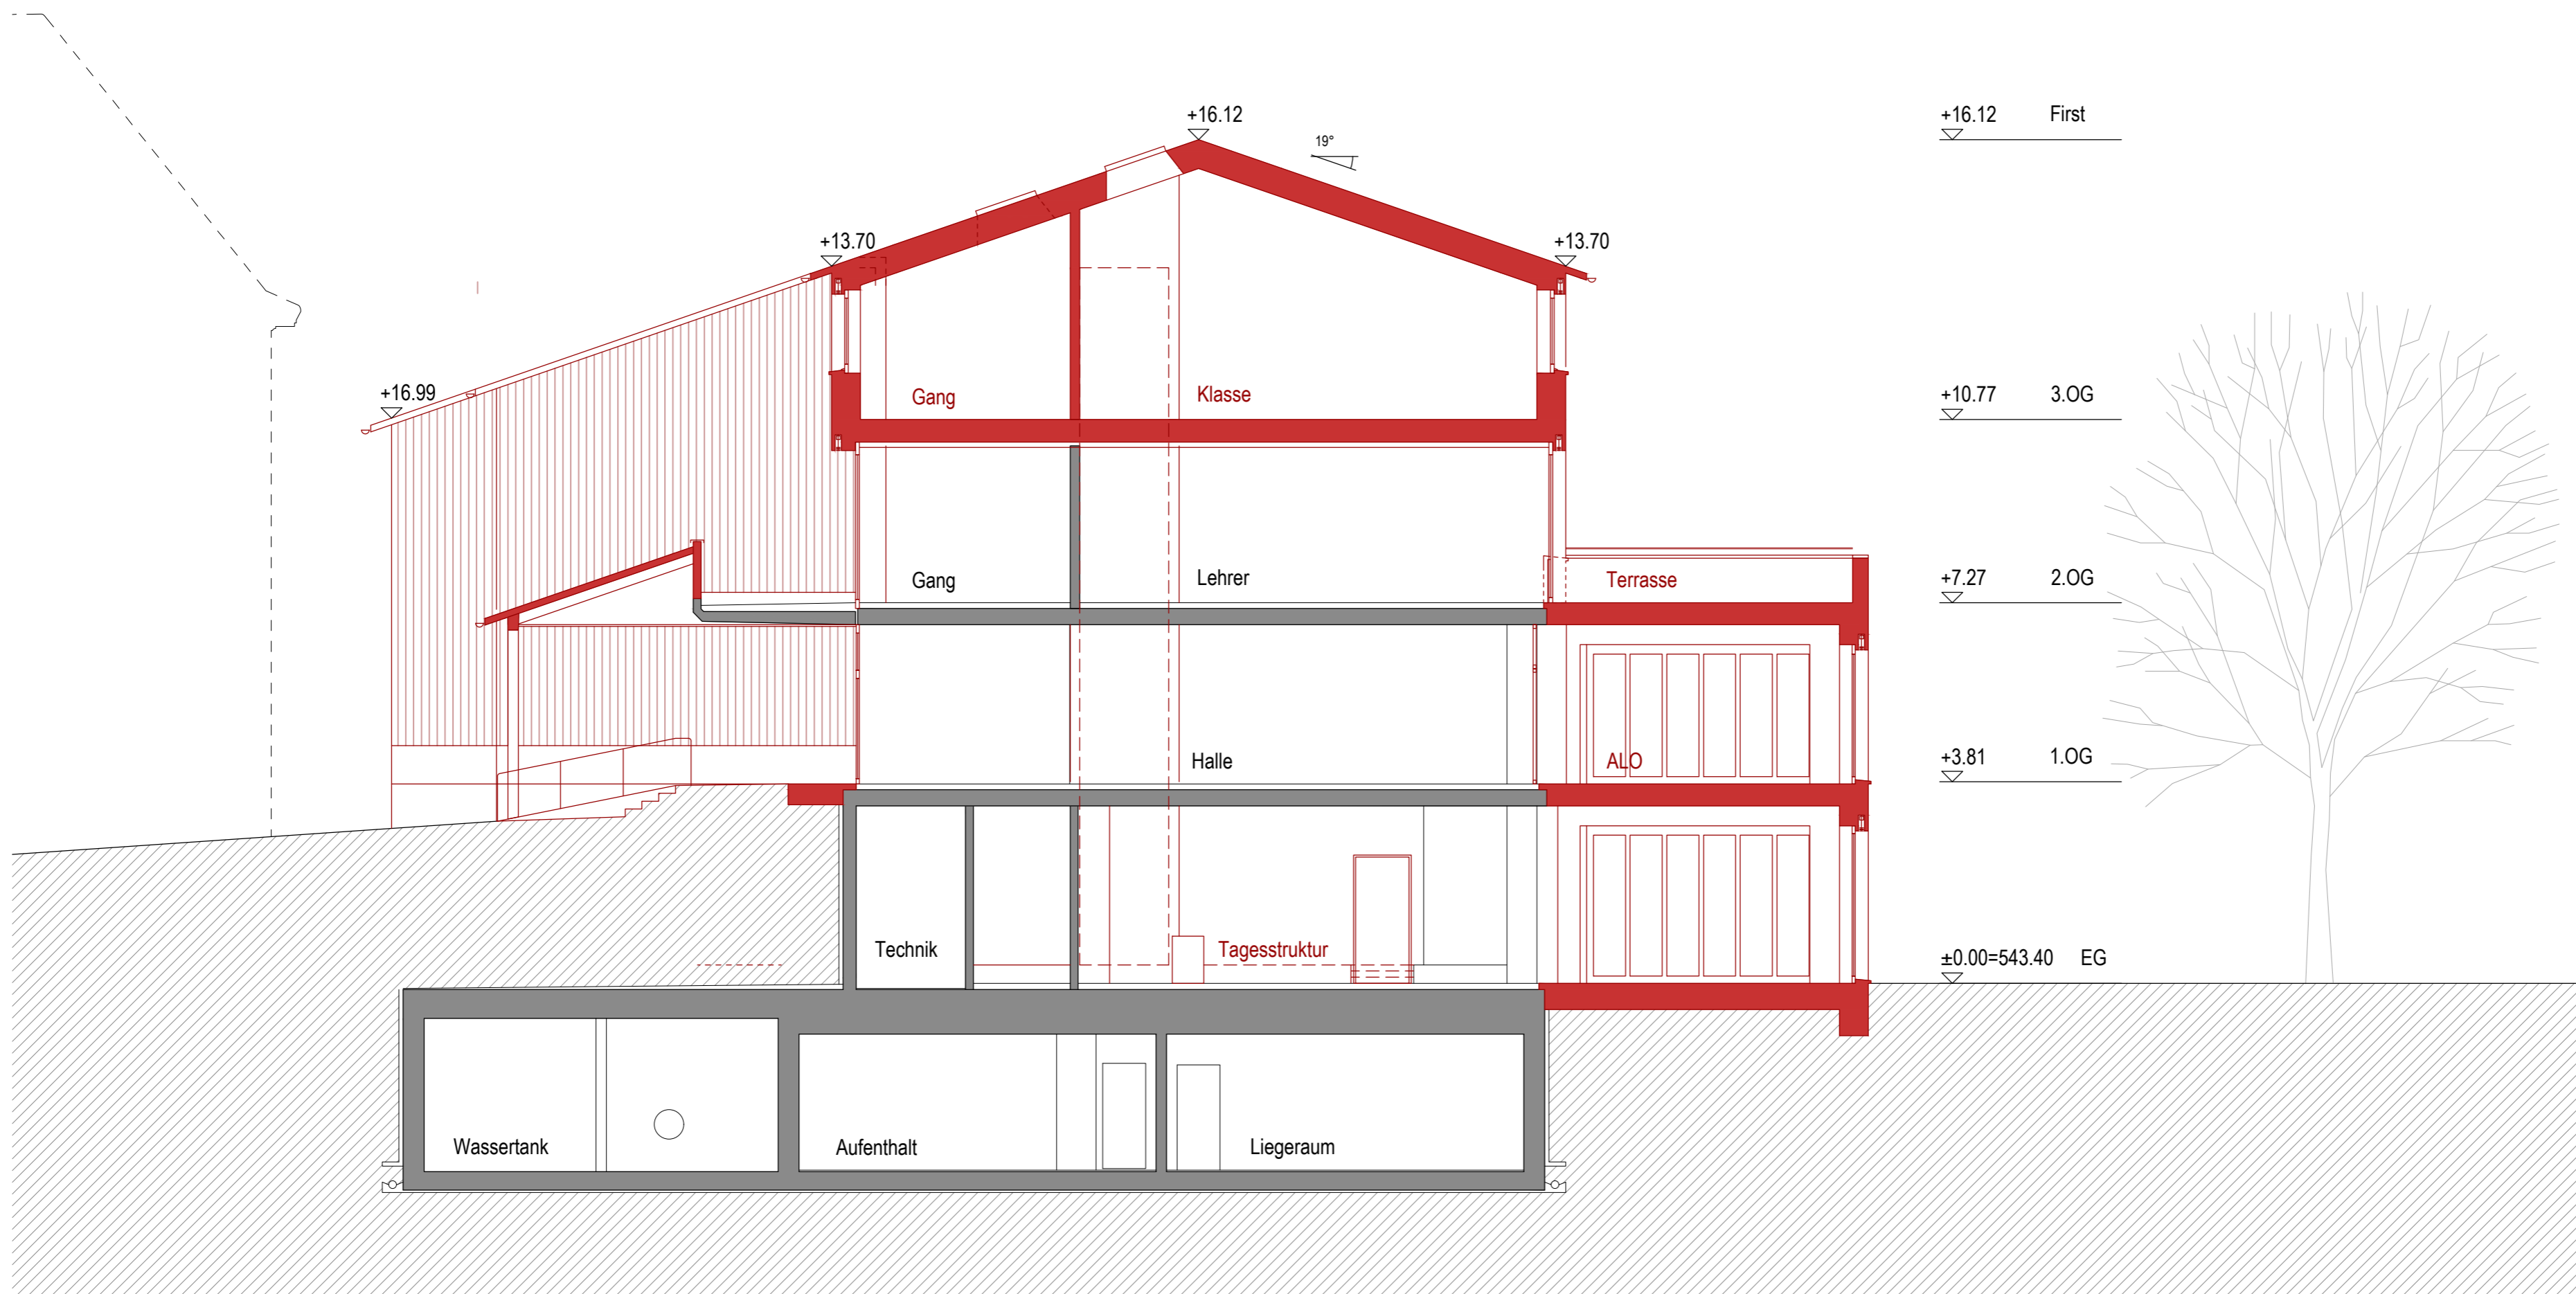 +16.12
19°
+16.12 First
+13.70
+13.70
+16.99
Gang
Klasse
+10.77 3.OG
Gang
Lehrer
Terrasse
+7.27 2.OG
Halle
ALO
+3.81 1.OG
Technik
Tagesstruktur
±0.00=543.40 EG
Wassertank
Aufenthalt
Liegeraum